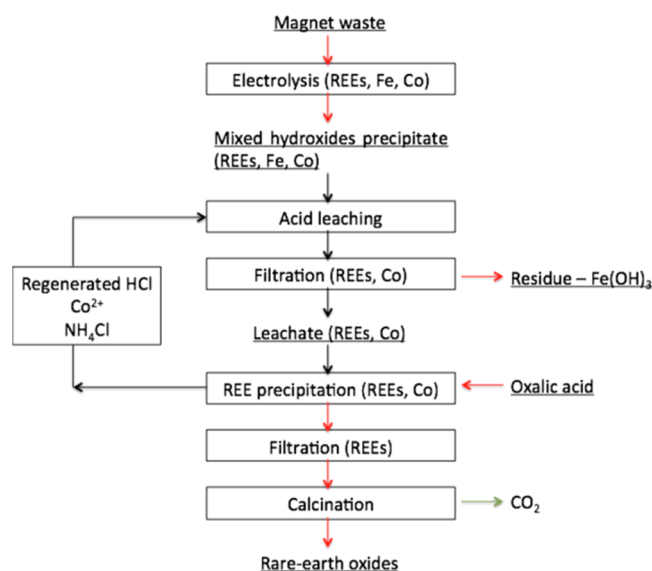 Magnet waste
Electrolysis (REEs, Fe, Co)
Mixed hydroxides precipitate
(REEs, Fe, Co)
Acid leaching
Regenerated HCl
Co²⁺
NH₄Cl
Filtration (REEs, Co)
Residue – Fe(OH)₃
Leachate (REEs, Co)
REE precipitation (REEs, Co)
Oxalic acid
Filtration (REEs)
Calcination
CO₂
Rare-earth oxides